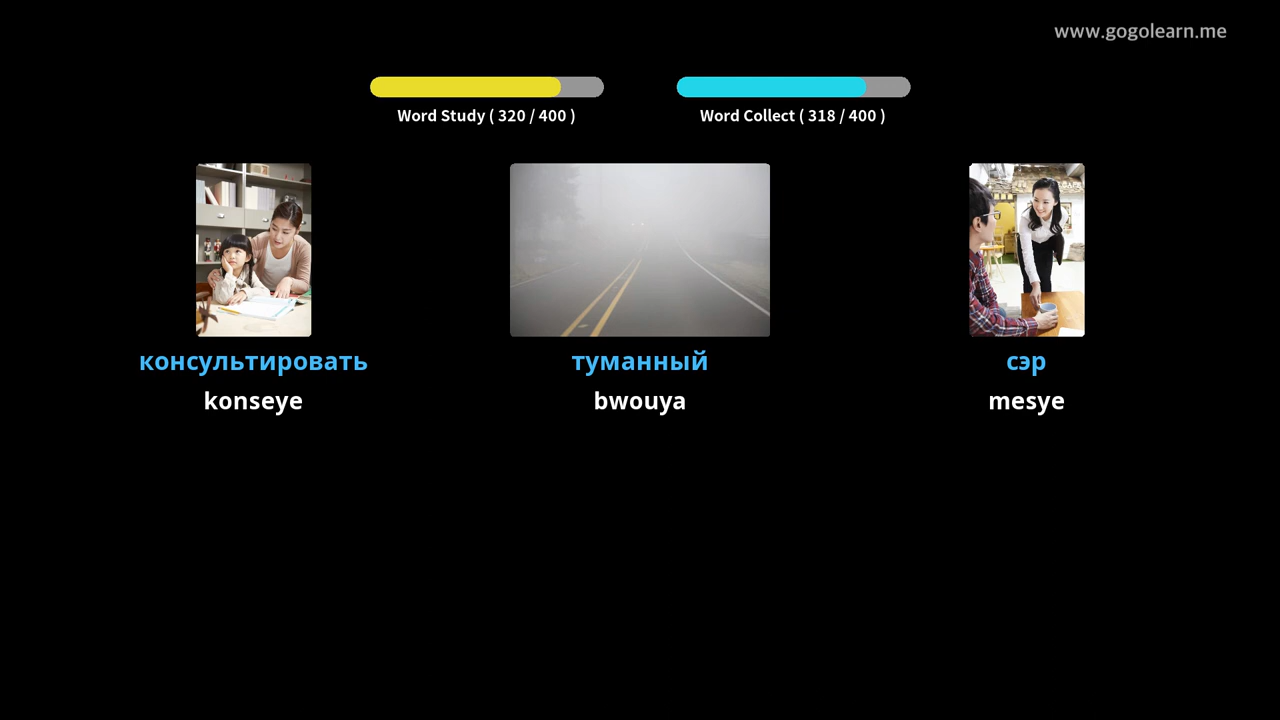 www.gogolearn.me
Word Study ( 320 / 400 )
Word Collect ( 318 / 400 )
консультировать
туманный
сэр
konseye
bwouya
mesye